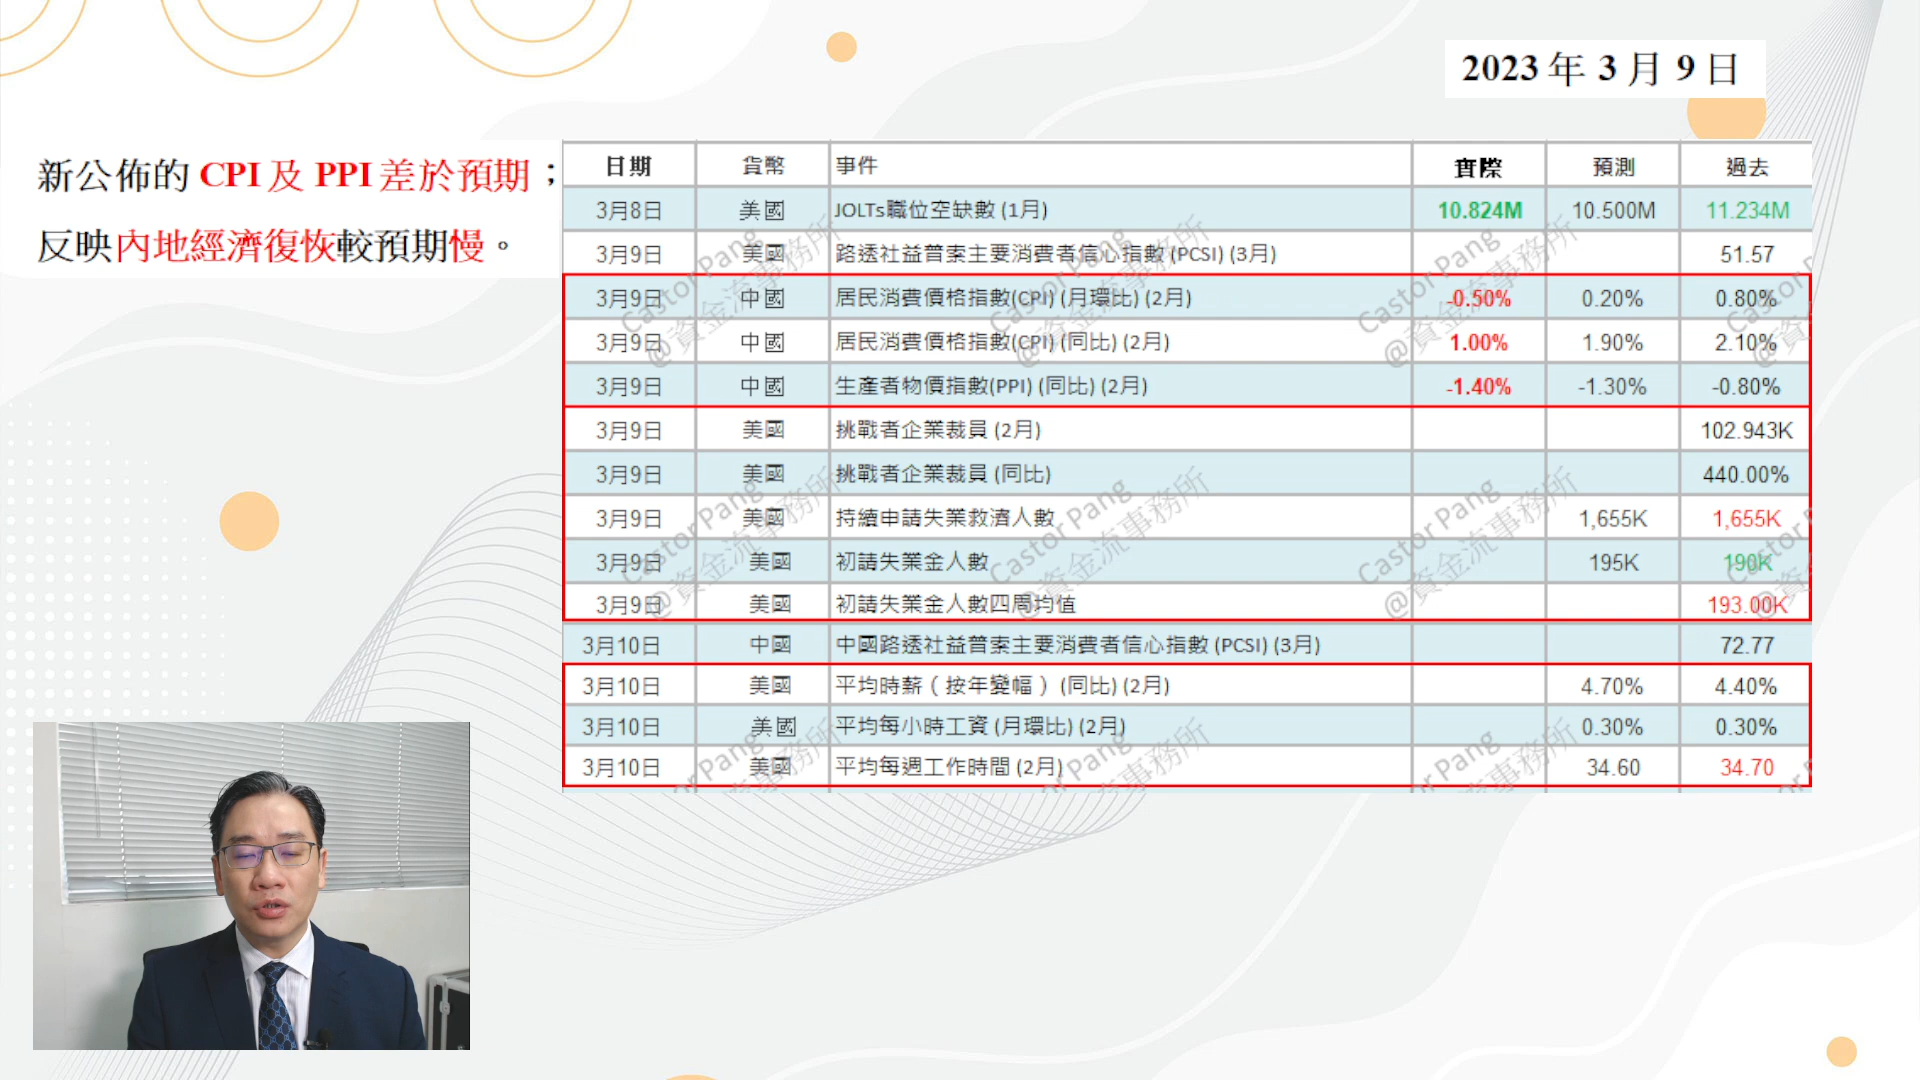 2023 年 3 月 9 日
新公佈的 CPI 及 PPI 差於預期；
反映內地經濟復恢較預期慢。
日期 貨幣 事件 實際 預測 過去
3月8日 美國 JOLTs職位空缺數 (1月) 10.824M 10.500M 11.234M
3月9日 美國 路透社益普索主要消費者信心指數 (PCSI) (3月) 51.57
3月9日 中國 居民消費價格指數(CPI) (月環比) (2月) -0.50% 0.20% 0.80%
3月9日 中國 居民消費價格指數(CPI) (同比) (2月) 1.00% 1.90% 2.10%
3月9日 中國 生產者物價指數(PPI) (同比) (2月) -1.40% -1.30% -0.80%
3月9日 美國 挑戰者企業裁員 (2月) 102.943K
3月9日 美國 挑戰者企業裁員 (同比) 440.00%
3月9日 美國 持續申請失業救濟人數 1,655K 1,655K
3月9日 美國 初請失業金人數 195K 190K
3月9日 美國 初請失業金人數四周均值 193.00K
3月10日 中國 中國路透社益普索主要消費者信心指數 (PCSI) (3月) 72.77
3月10日 美國 平均時薪（按年變幅） (同比) (2月) 4.70% 4.40%
3月10日 美國 平均每小時工資 (月環比) (2月) 0.30% 0.30%
3月10日 美國 平均每週工作時間 (2月) 34.60 34.70
Castor Pang
@資金流事務所